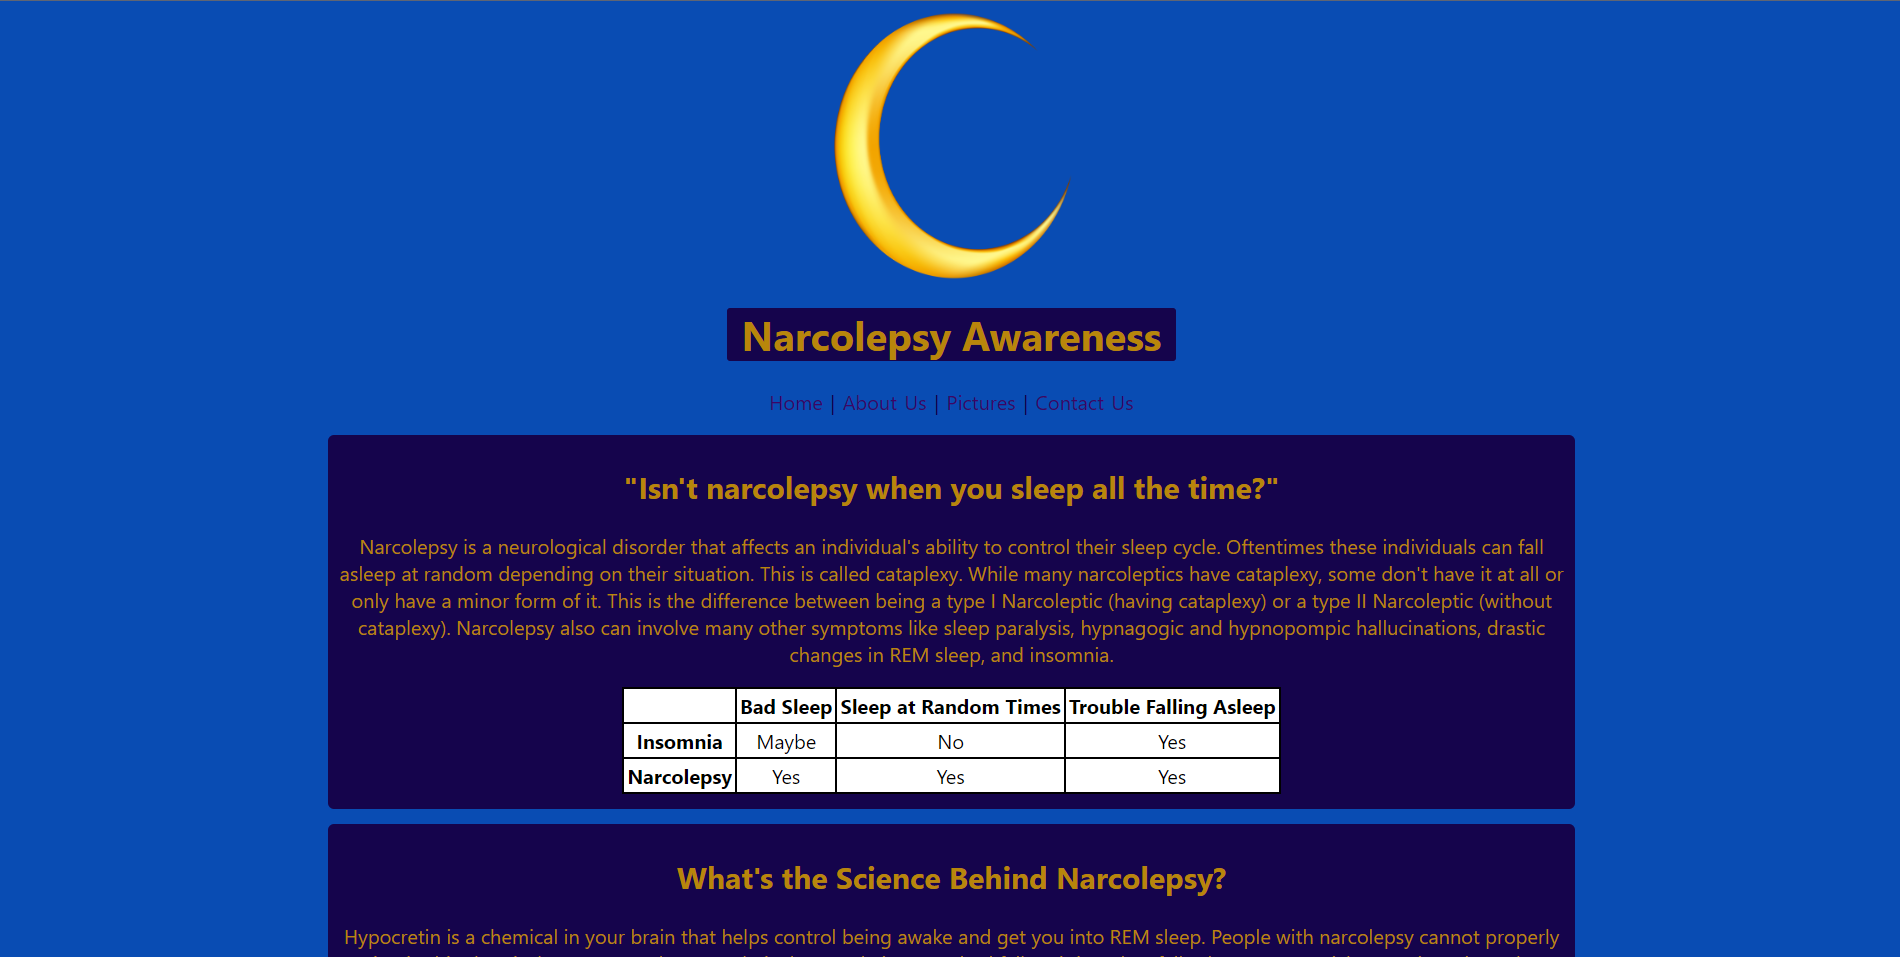 Narcolepsy Awareness
Home | About Us | Pictures | Contact Us
"Isn't narcolepsy when you sleep all the time?"
Narcolepsy is a neurological disorder that affects an individual's ability to control their sleep cycle. Oftentimes these individuals can fall
asleep at random depending on their situation. This is called cataplexy. While many narcoleptics have cataplexy, some don't have it at all or
only have a minor form of it. This is the difference between being a type I Narcoleptic (having cataplexy) or a type II Narcoleptic (without
cataplexy). Narcolepsy also can involve many other symptoms like sleep paralysis, hypnagogic and hypnopompic hallucinations, drastic
changes in REM sleep, and insomnia.
Bad Sleep Sleep at Random Times Trouble Falling Asleep
Insomnia Maybe No Yes
Narcolepsy Yes Yes Yes
What's the Science Behind Narcolepsy?
Hypocretin is a chemical in your brain that helps control being awake and get you into REM sleep. People with narcolepsy cannot properly